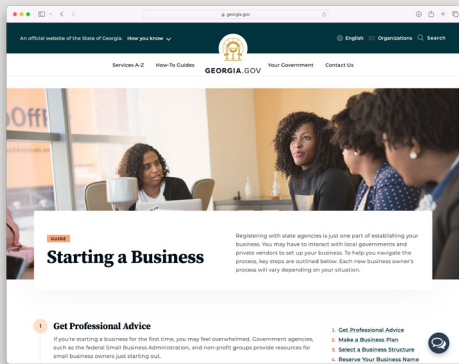 georgia.gov
An official website of the State of Georgia. How you know
English
Organizations
Search
Services A-Z
How-To Guides
GEORGIA.GOV
Your Government
Contact Us
GUIDE
Starting a Business
Registering with state agencies is just one part of establishing your
business. You may have to interact with local governments and
private vendors to set up your business. To help you navigate the
process, key steps are outlined below. Each new business owner's
process will vary depending on your situation.
1
Get Professional Advice
If you're starting a business for the first time, you may feel overwhelmed. Government agencies,
such as the federal Small Business Administration, and non-profit groups provide resources for
small business owners just starting out.
1. Get Professional Advice
2. Make a Business Plan
3. Select a Business Structure
4. Reserve Your Business Name